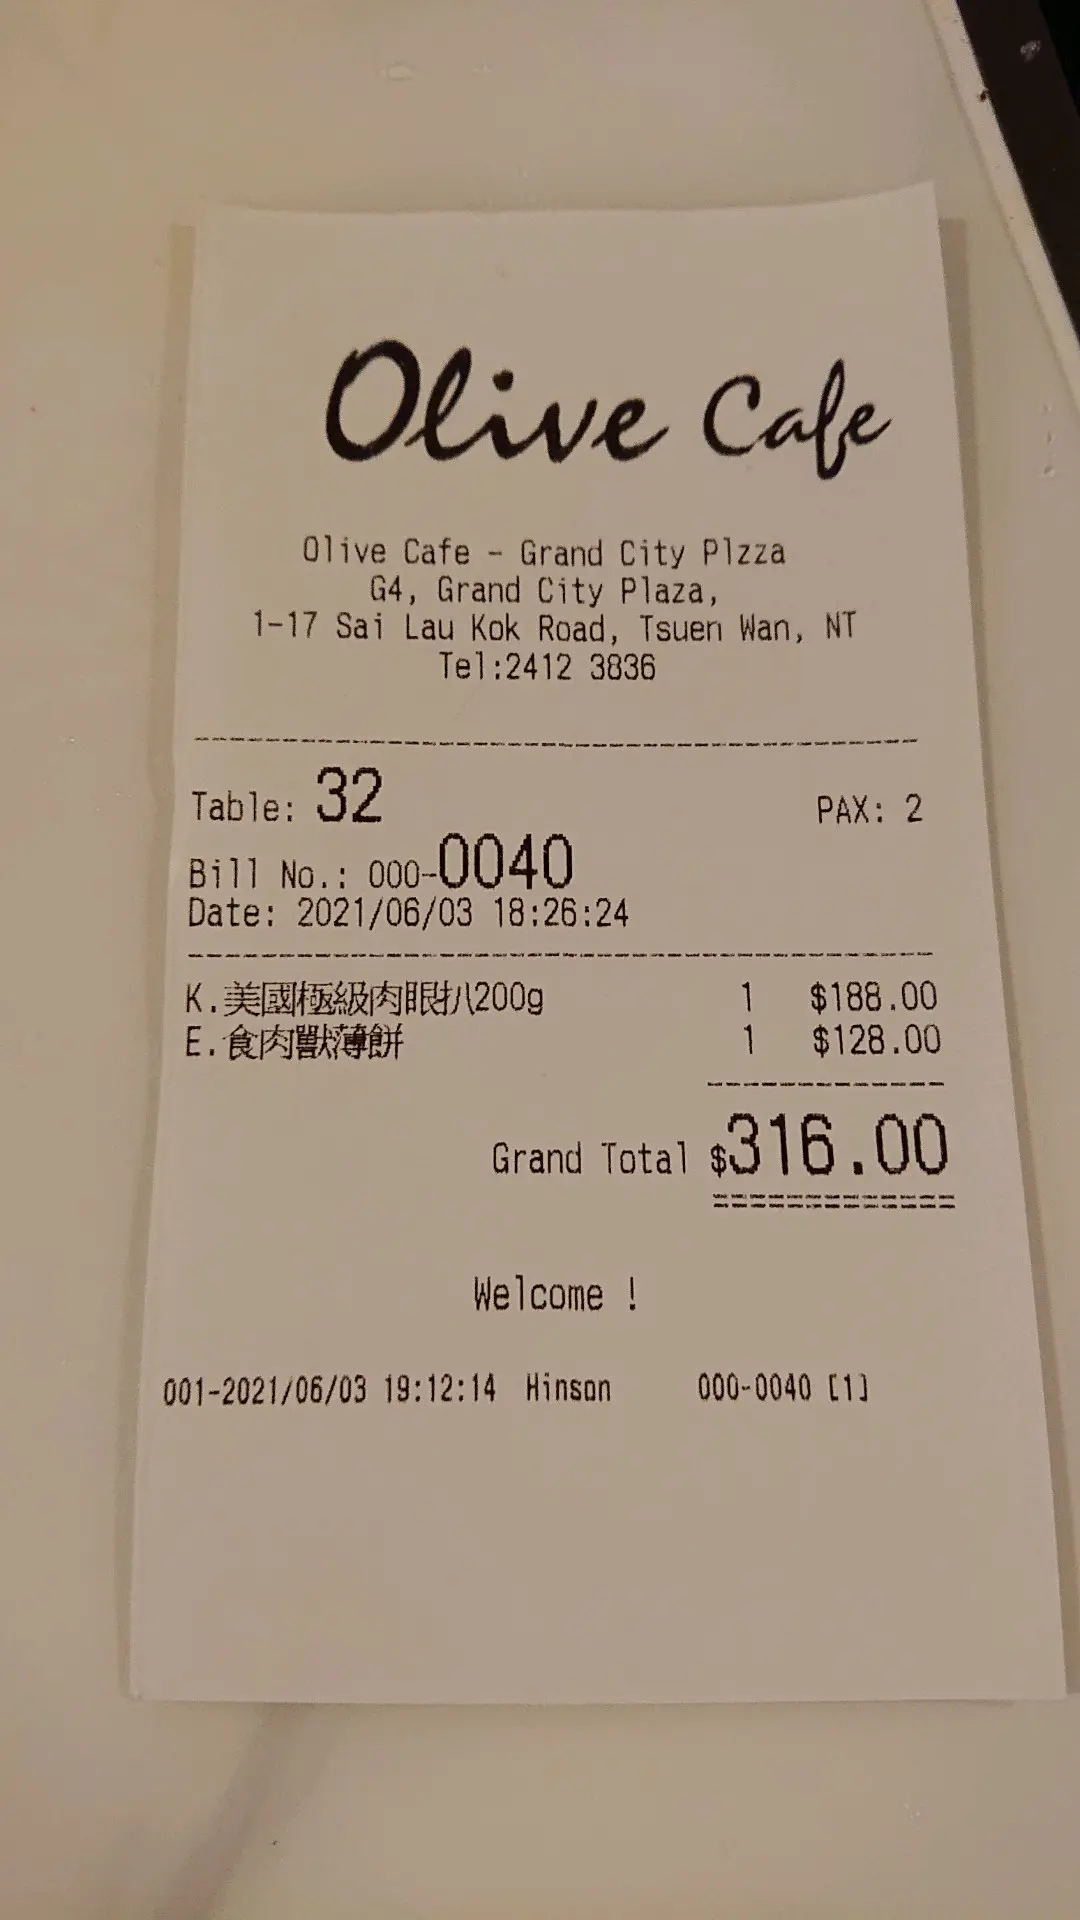 Olive Cafe
Olive Cafe - Grand City Plzza
G4, Grand City Plaza,
1-17 Sai Lau Kok Road, Tsuen Wan, NT
Tel:2412 3836
Table: 32 PAX: 2
Bill No.: 000-0040
Date: 2021/06/03 18:26:24
K.美國極級肉眼扒200g 1 $188.00
E.食肉獸薄餅 1 $128.00
Grand Total $316.00
Welcome !
001-2021/06/03 19:12:14 Hinson 000-0040 [1]